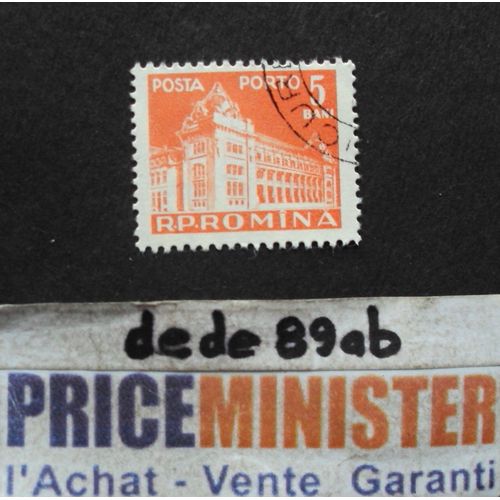 POSTA PORTO 5
BANI
R.P.ROMINA
dede 89ab
PRICEMINISTER
l'Achat - Vente Garanti